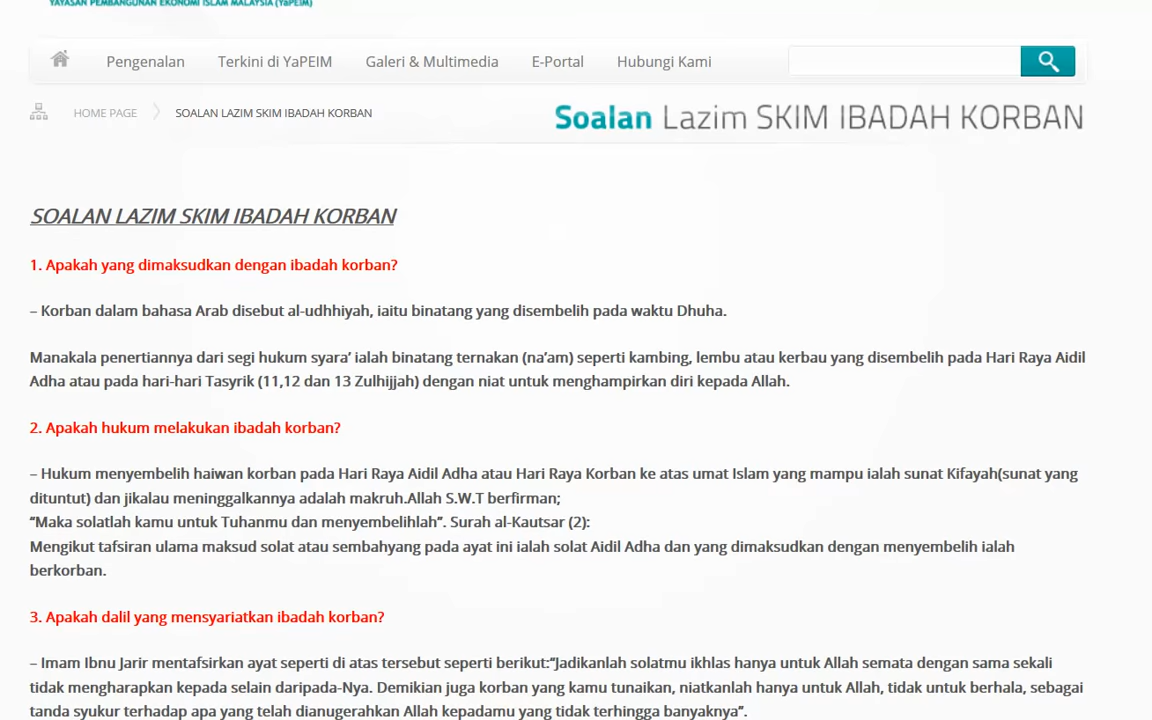 YAYASAN PEMBANGUNAN EKONOMI ISLAM MALAYSIA (YaPEIM)
Pengenalan Terkini di YaPEIM Galeri & Multimedia E-Portal Hubungi Kami
HOME PAGE SOALAN LAZIM SKIM IBADAH KORBAN
Soalan Lazim SKIM IBADAH KORBAN
SOALAN LAZIM SKIM IBADAH KORBAN
1. Apakah yang dimaksudkan dengan ibadah korban?
– Korban dalam bahasa Arab disebut al-udhhiyah, iaitu binatang yang disembelih pada waktu Dhuha.
Manakala penertiannya dari segi hukum syara’ ialah binatang ternakan (na’am) seperti kambing, lembu atau kerbau yang disembelih pada Hari Raya Aidil
Adha atau pada hari-hari Tasyrik (11,12 dan 13 Zulhijjah) dengan niat untuk menghampirkan diri kepada Allah.
2. Apakah hukum melakukan ibadah korban?
– Hukum menyembelih haiwan korban pada Hari Raya Aidil Adha atau Hari Raya Korban ke atas umat Islam yang mampu ialah sunat Kifayah(sunat yang
dituntut) dan jikalau meninggalkannya adalah makruh.Allah S.W.T berfirman;
“Maka solatlah kamu untuk Tuhanmu dan menyembelihlah”. Surah al-Kautsar (2):
Mengikut tafsiran ulama maksud solat atau sembahyang pada ayat ini ialah solat Aidil Adha dan yang dimaksudkan dengan menyembelih ialah
berkorban.
3. Apakah dalil yang mensyariatkan ibadah korban?
– Imam Ibnu Jarir mentafsirkan ayat seperti di atas tersebut seperti berikut:“Jadikanlah solatmu ikhlas hanya untuk Allah semata dengan sama sekali
tidak mengharapkan kepada selain daripada-Nya. Demikian juga korban yang kamu tunaikan, niatkanlah hanya untuk Allah, tidak untuk berhala, sebagai
tanda syukur terhadap apa yang telah dianugerahkan Allah kepadamu yang tidak terhingga banyaknya”.